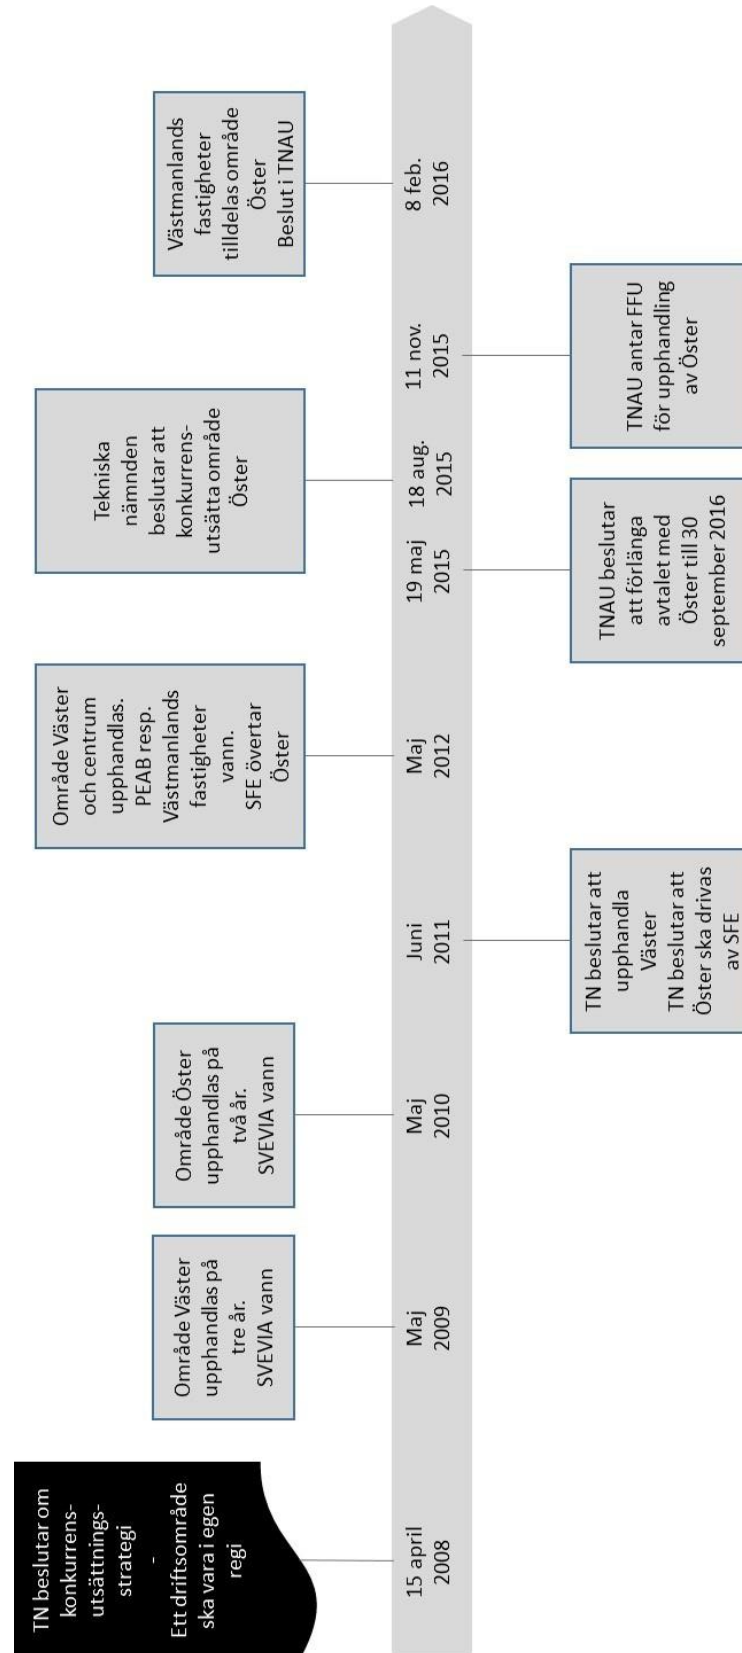 TN beslutar om
konkurrens-
utsättnings-
strategi
-
Ett driftsområde
ska vara i egen
regi
15 april
2008
Område Väster
upphandlas på
tre år.
SVEVIA vann
Maj
2009
Område Öster
upphandlas på
två år.
SVEVIA vann
Maj
2010
Juni
2011
TN beslutar att
upphandla
Väster
TN beslutar att
Öster ska drivas
av SFE
Område Väster
och centrum
upphandlas.
PEAB resp.
Västmanlands
fastigheter
vann.
SFE övertar
Öster
Maj
2012
19 maj
2015
TNAU beslutar
att förlänga
avtalet med
Öster till 30
september 2016
Tekniska
nämnden
beslutar att
konkurrens-
utsätta område
Öster
18 aug.
2015
11 nov.
2015
TNAU antar FFU
för upphandling
av Öster
Västmanlands
fastigheter
tilldelas område
Öster
Beslut i TNAU
8 feb.
2016